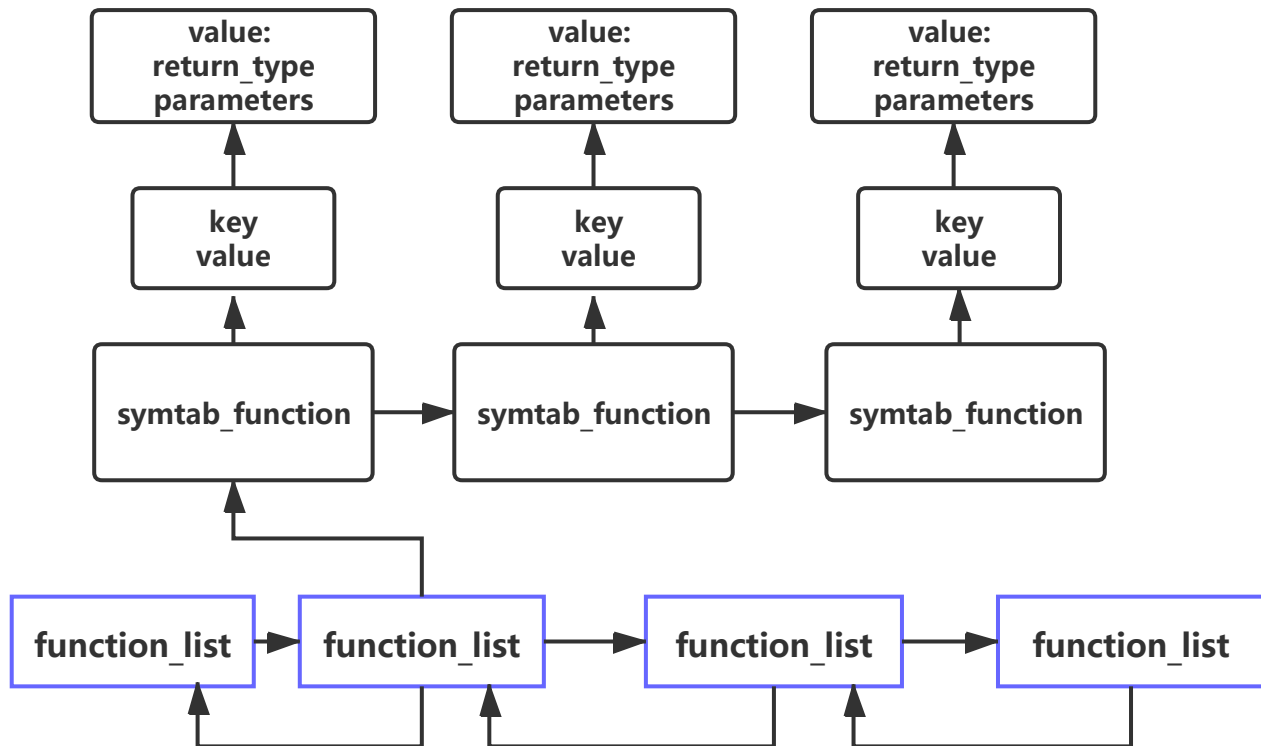 value:
return_type
parameters
value:
return_type
parameters
value:
return_type
parameters
key
value
key
value
key
value
symtab_function
symtab_function
symtab_function
function_list
function_list
function_list
function_list